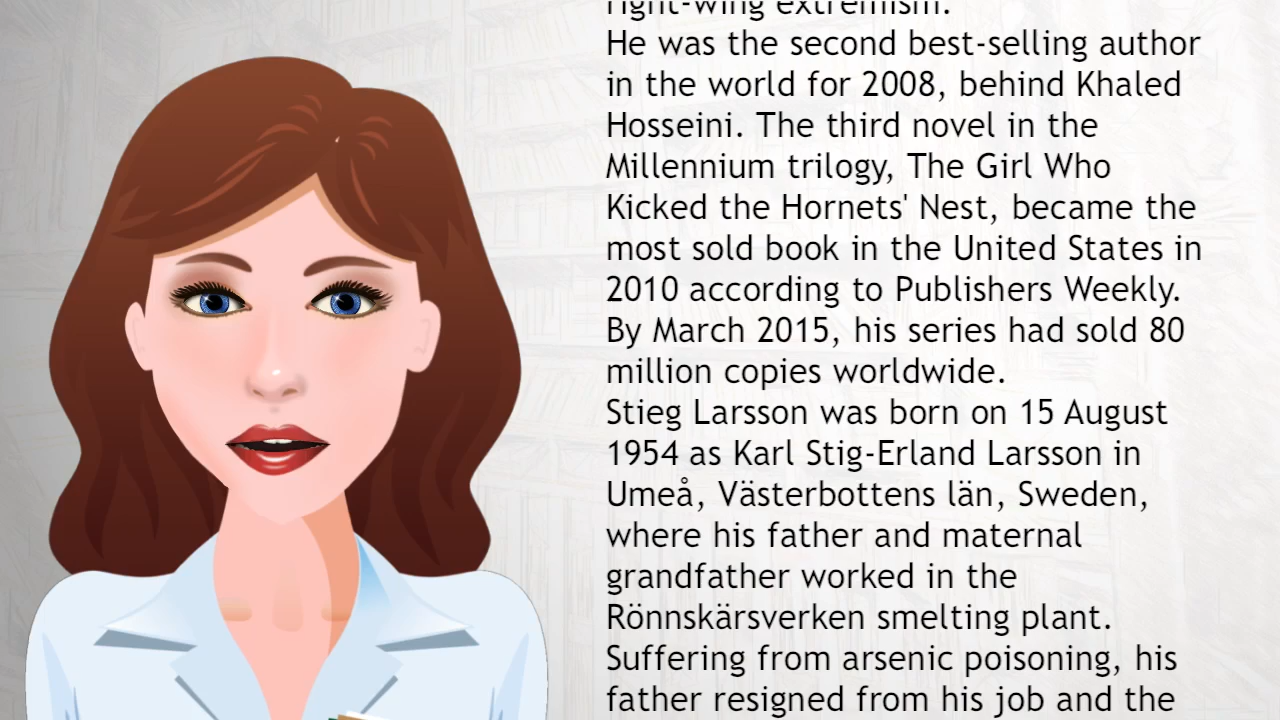 right-wing extremism.
He was the second best-selling author
in the world for 2008, behind Khaled
Hosseini. The third novel in the
Millennium trilogy, The Girl Who
Kicked the Hornets' Nest, became the
most sold book in the United States in
2010 according to Publishers Weekly.
By March 2015, his series had sold 80
million copies worldwide.
Stieg Larsson was born on 15 August
1954 as Karl Stig-Erland Larsson in
Umeå, Västerbottens län, Sweden,
where his father and maternal
grandfather worked in the
Rönnskärsverken smelting plant.
Suffering from arsenic poisoning, his
father resigned from his job and the